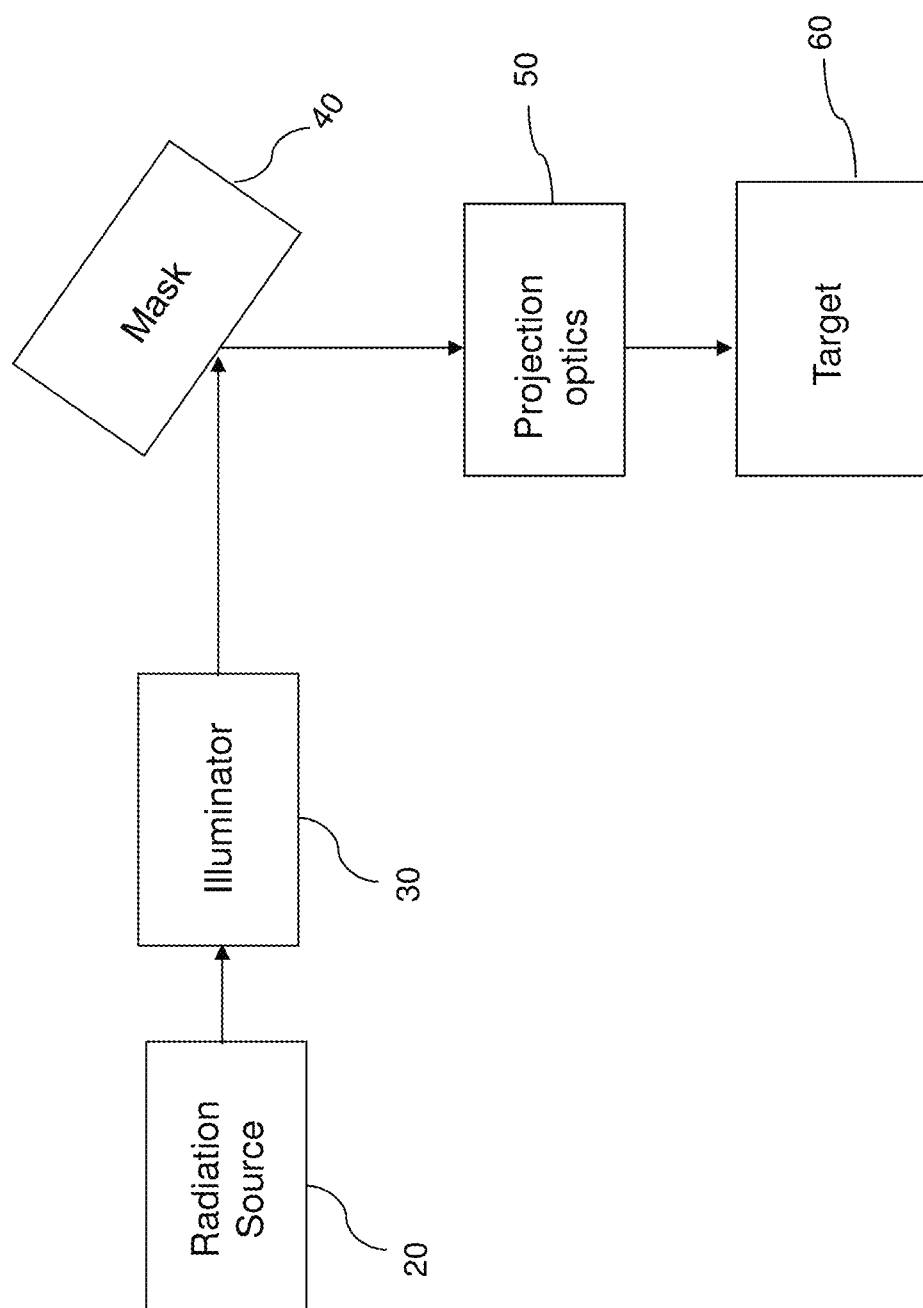 Radiation
Source
20
Illuminator
30
Mask
40
Projection
optics
50
Target
60